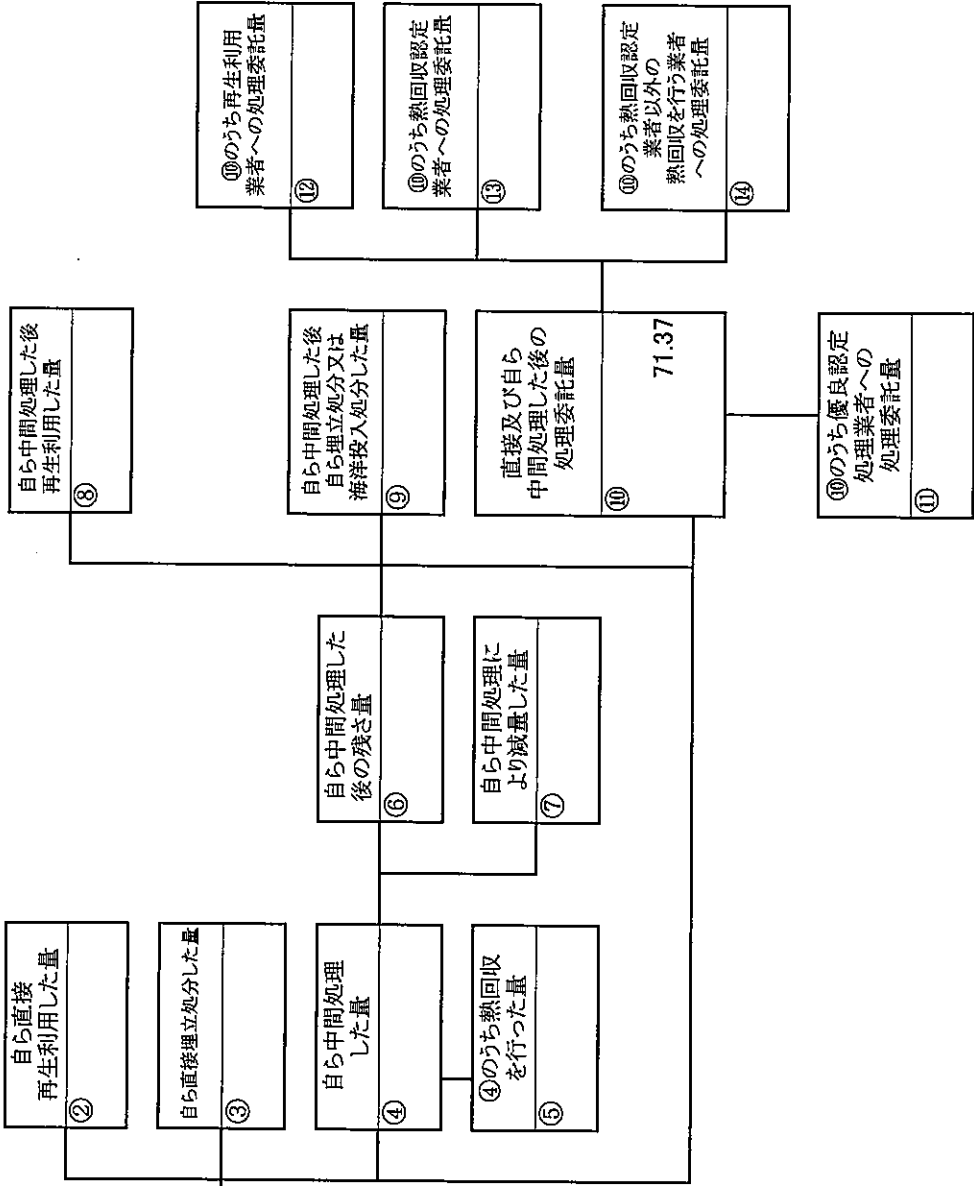 自ら直接
再生利用した量
②
自ら直接埋立処分した量
③
自ら中間処理
した量
④
④のうち熱回収
を行った量
⑤
自ら中間処理した
後の残さ量
⑥
自ら中間処理に
より減量した量
⑦
自ら中間処理した後
再生利用した量
⑧
自ら中間処理した後
自ら埋立処分又は
海洋投入処分した量
⑨
直接及び自ら
中間処理した後の
処理委託量
⑩
71.37
⑩のうち優良認定
処理業者への
処理委託量
⑪
⑩のうち再生利用
業者への処理委託量
⑫
⑩のうち熱回収認定
業者への処理委託量
⑬
⑩のうち熱回収認定
業者以外の
熱回収を行う業者
への処理委託量
⑭